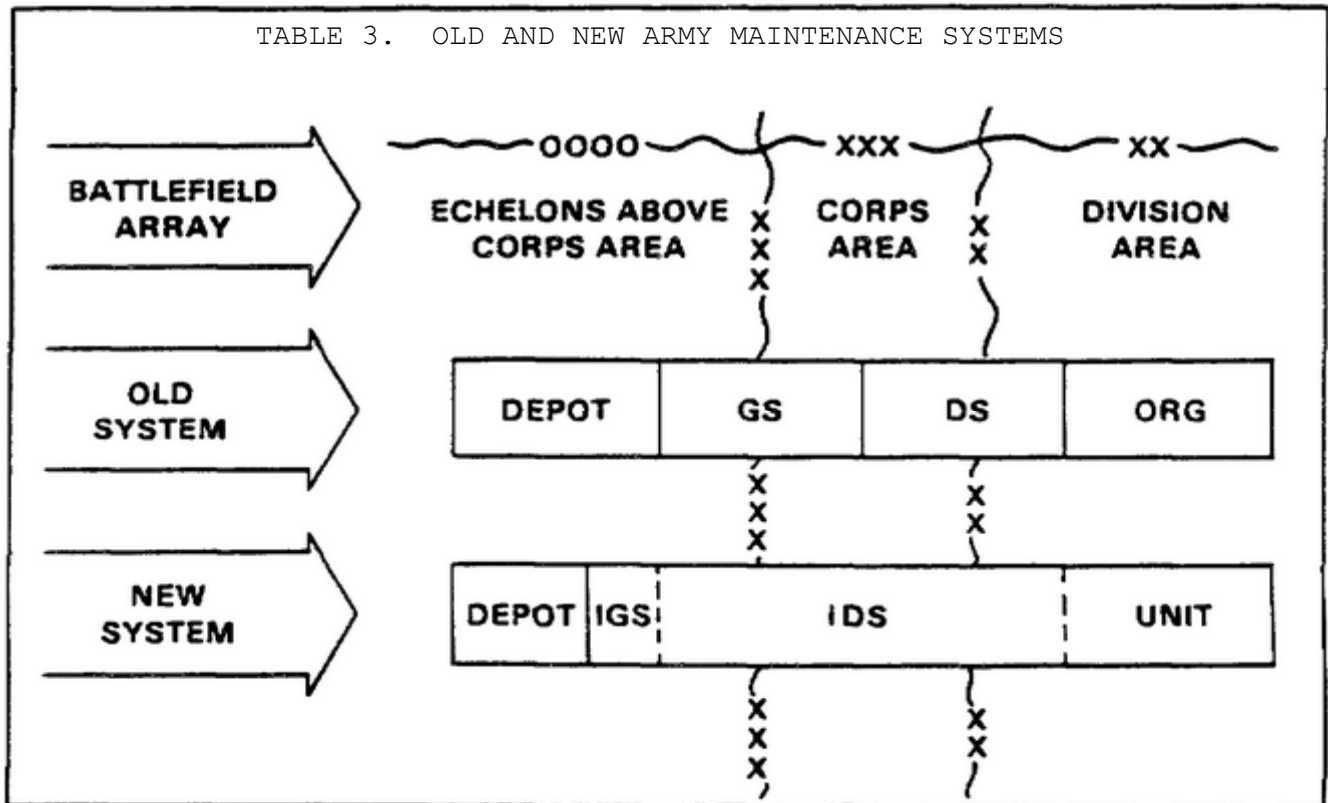 TABLE 3. OLD AND NEW ARMY MAINTENANCE SYSTEMS
BATTLEFIELD
ARRAY
OOOO
XXX
XX
ECHELONS ABOVE
CORPS AREA
X
X
X
CORPS
AREA
X
X
DIVISION
AREA
OLD
SYSTEM
DEPOT
GS
DS
ORG
X
X
X
X
X
NEW
SYSTEM
DEPOT
IGS
IDS
UNIT
X
X
X
X
X